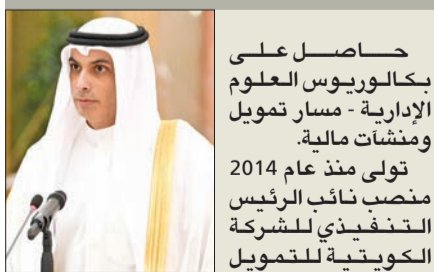 حاصل على
بكالوريوس العلوم
الإدارية - مسار تمويل
ومنشآت مالية.
تولى منذ عام 2014
منصب نائب الرئيس
التنفيذي للشركة
الكويتية للتمويل